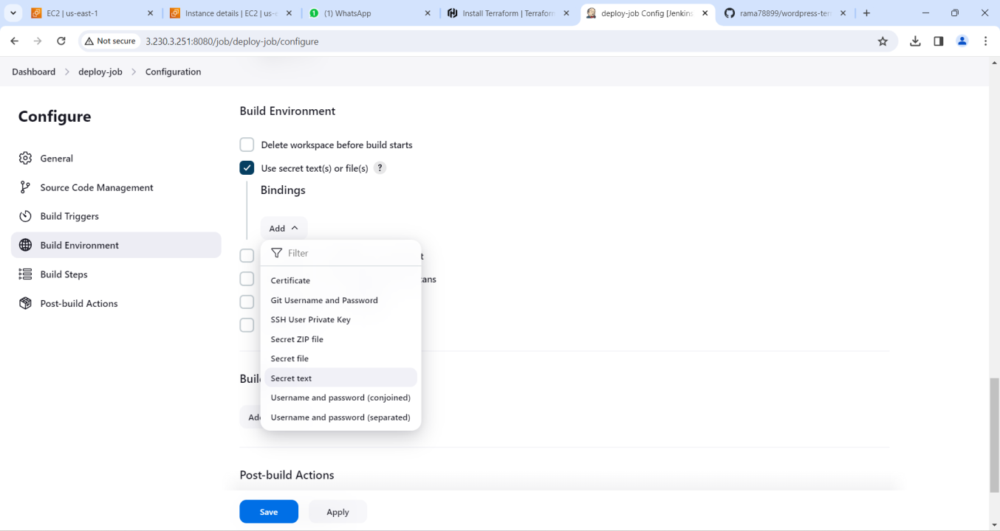 EC2 | us-east-1
Instance details | EC2 | us-e
(1) WhatsApp
Install Terraform | Terraform
deploy-job Config [Jenkins
rama78899/wordpress-terr
Not secure
3.230.3.251:8080/job/deploy-job/configure
Dashboard
deploy-job
Configuration
Configure
General
Source Code Management
Build Triggers
Build Environment
Build Steps
Post-build Actions
Build Environment
Delete workspace before build starts
Use secret text(s) or file(s) ?
Bindings
Add
Filter
t
Certificate
ans
Git Username and Password
SSH User Private Key
Secret ZIP file
Secret file
Secret text
Buil
Username and password (conjoined)
Username and password (separated)
Add
Post-build Actions
Save
Apply